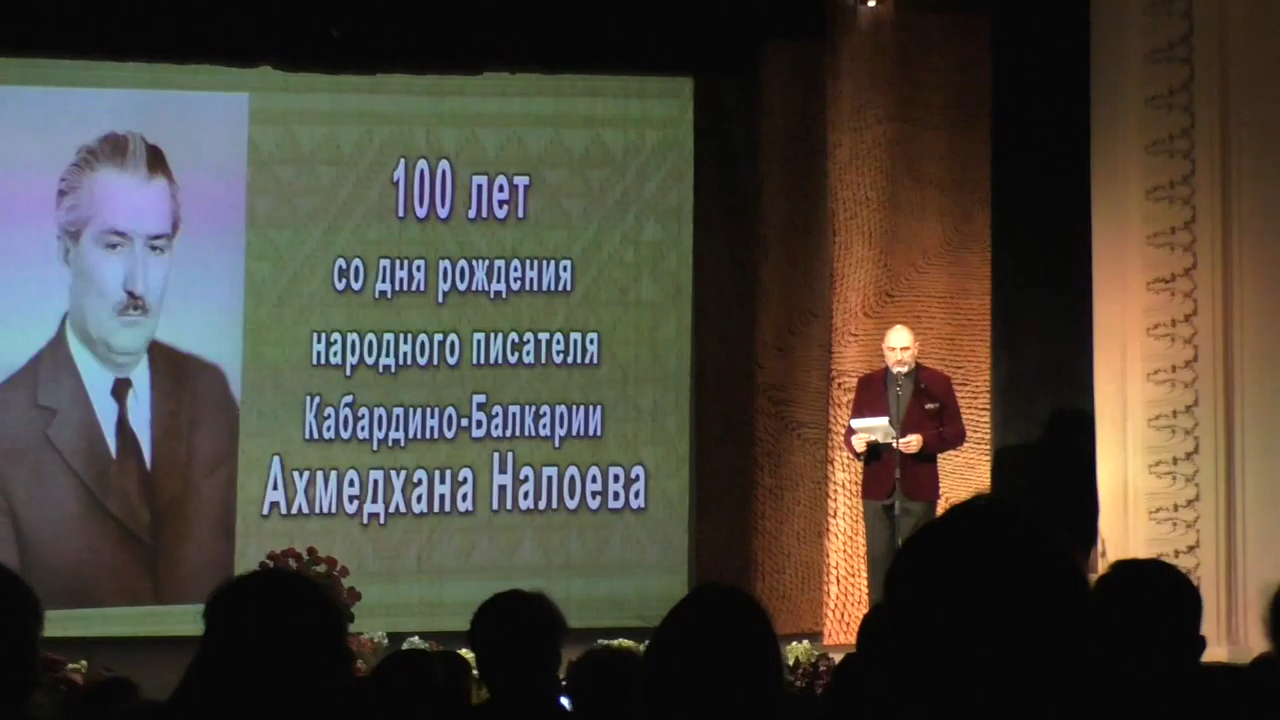 100 лет
со дня рождения
народного писателя
Кабардино-Балкарии
Ахмедхана Налоева